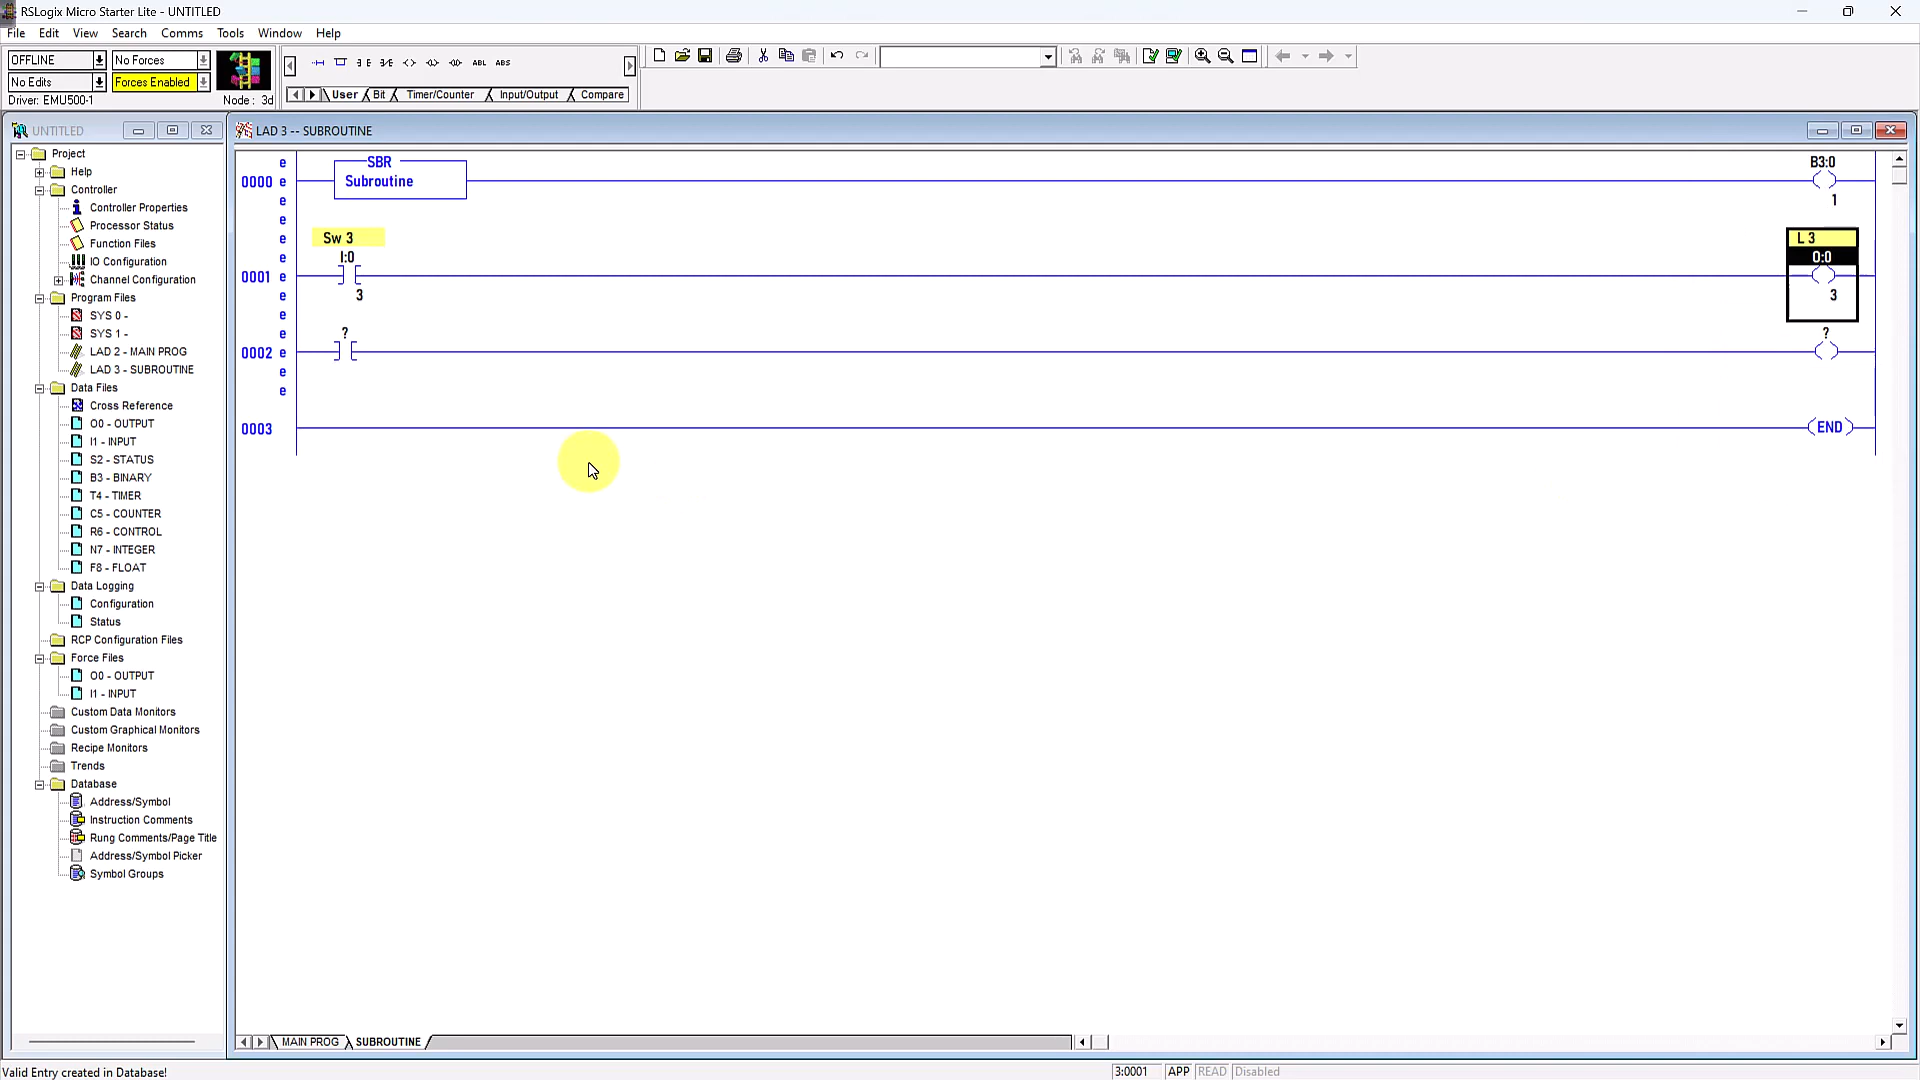 RSLogix Micro Starter Lite - UNTITLED
File Edit View Search Comms Tools Window Help
OFFLINE No Forces
No Edits Forces Enabled
Driver: EMU500-1 Node : 3d
ABL ABS
User Bit Timer/Counter Input/Output Compare
UNTITLED
Project
Help
Controller
Controller Properties
Processor Status
Function Files
IO Configuration
Channel Configuration
Program Files
SYS 0 -
SYS 1 -
LAD 2 - MAIN PROG
LAD 3 - SUBROUTINE
Data Files
Cross Reference
O0 - OUTPUT
I1 - INPUT
S2 - STATUS
B3 - BINARY
T4 - TIMER
C5 - COUNTER
R6 - CONTROL
N7 - INTEGER
F8 - FLOAT
Data Logging
Configuration
Status
RCP Configuration Files
Force Files
O0 - OUTPUT
I1 - INPUT
Custom Data Monitors
Custom Graphical Monitors
Recipe Monitors
Trends
Database
Address/Symbol
Instruction Comments
Rung Comments/Page Title
Address/Symbol Picker
Symbol Groups
LAD 3 -- SUBROUTINE
e SBR B3:0
0000 e Subroutine
e 1
e
e Sw 3 L 3
e I:0 O:0
0001 e
e 3 3
e
e ? ?
0002 e
e
e
0003 END
MAIN PROG SUBROUTINE
Valid Entry created in Database! 3:0001 APP READ Disabled